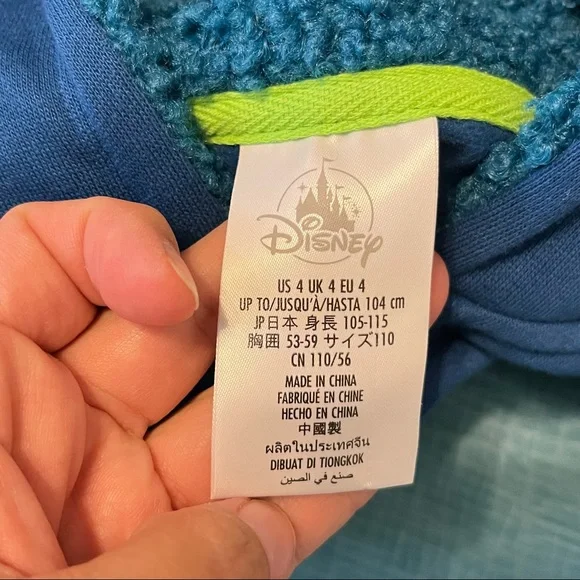 Disney
US 4 UK 4 EU 4
UP TO/JUSQU'À/HASTA 104 cm
JP日本 身長 105-115
胸囲 53-59 サイズ110
CN 110/56
MADE IN CHINA
FABRIQUÉ EN CHINE
HECHO EN CHINA
中國製
ผลิตในประเทศจีน
DIBUAT DI TIONGKOK
صنع في الصين